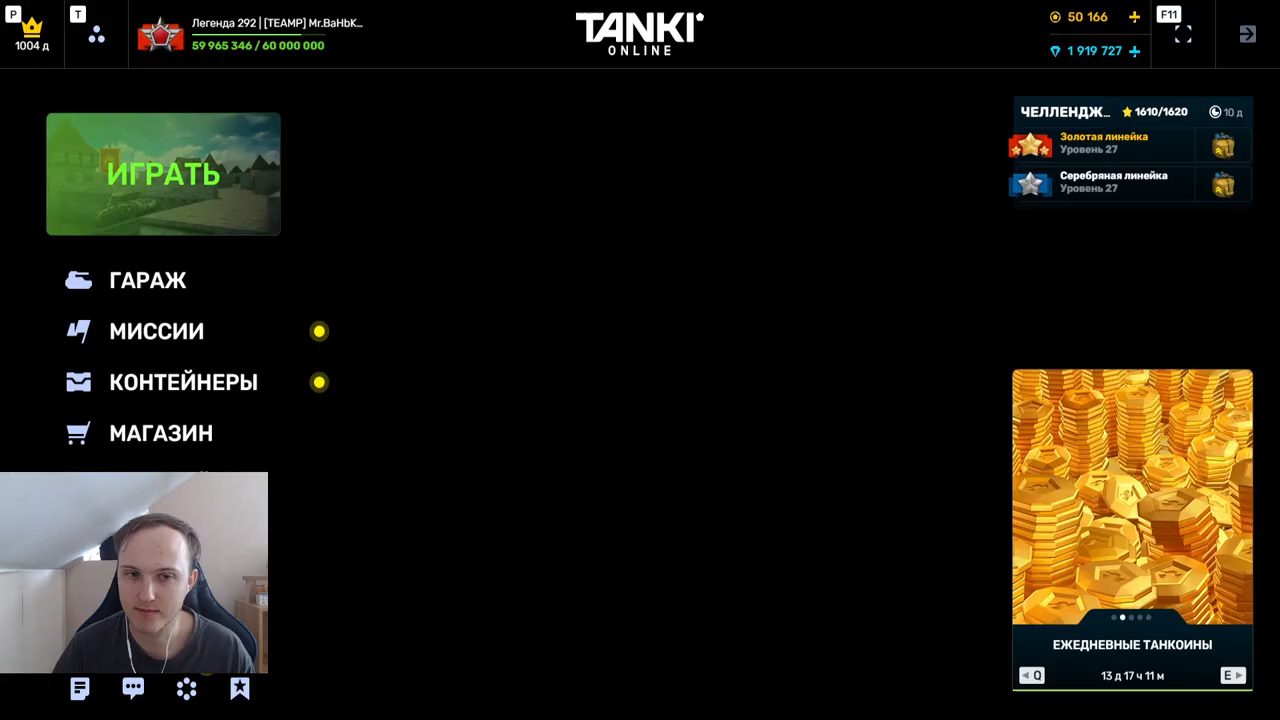 P
1004 д
T
Легенда 292 | [TEAMP] Mr.BaHbK...
59 965 346 / 60 000 000
TANKI
ONLINE
50 166
1 919 727
F11
ИГРАТЬ
ГАРАЖ
МИССИИ
КОНТЕЙНЕРЫ
МАГАЗИН
ЧЕЛЛЕНДЖ... 1610/1620 10 д
Золотая линейка
Уровень 27
Серебряная линейка
Уровень 27
ЕЖЕДНЕВНЫЕ ТАНКОИНЫ
Q 13 д 17 ч 11 м E